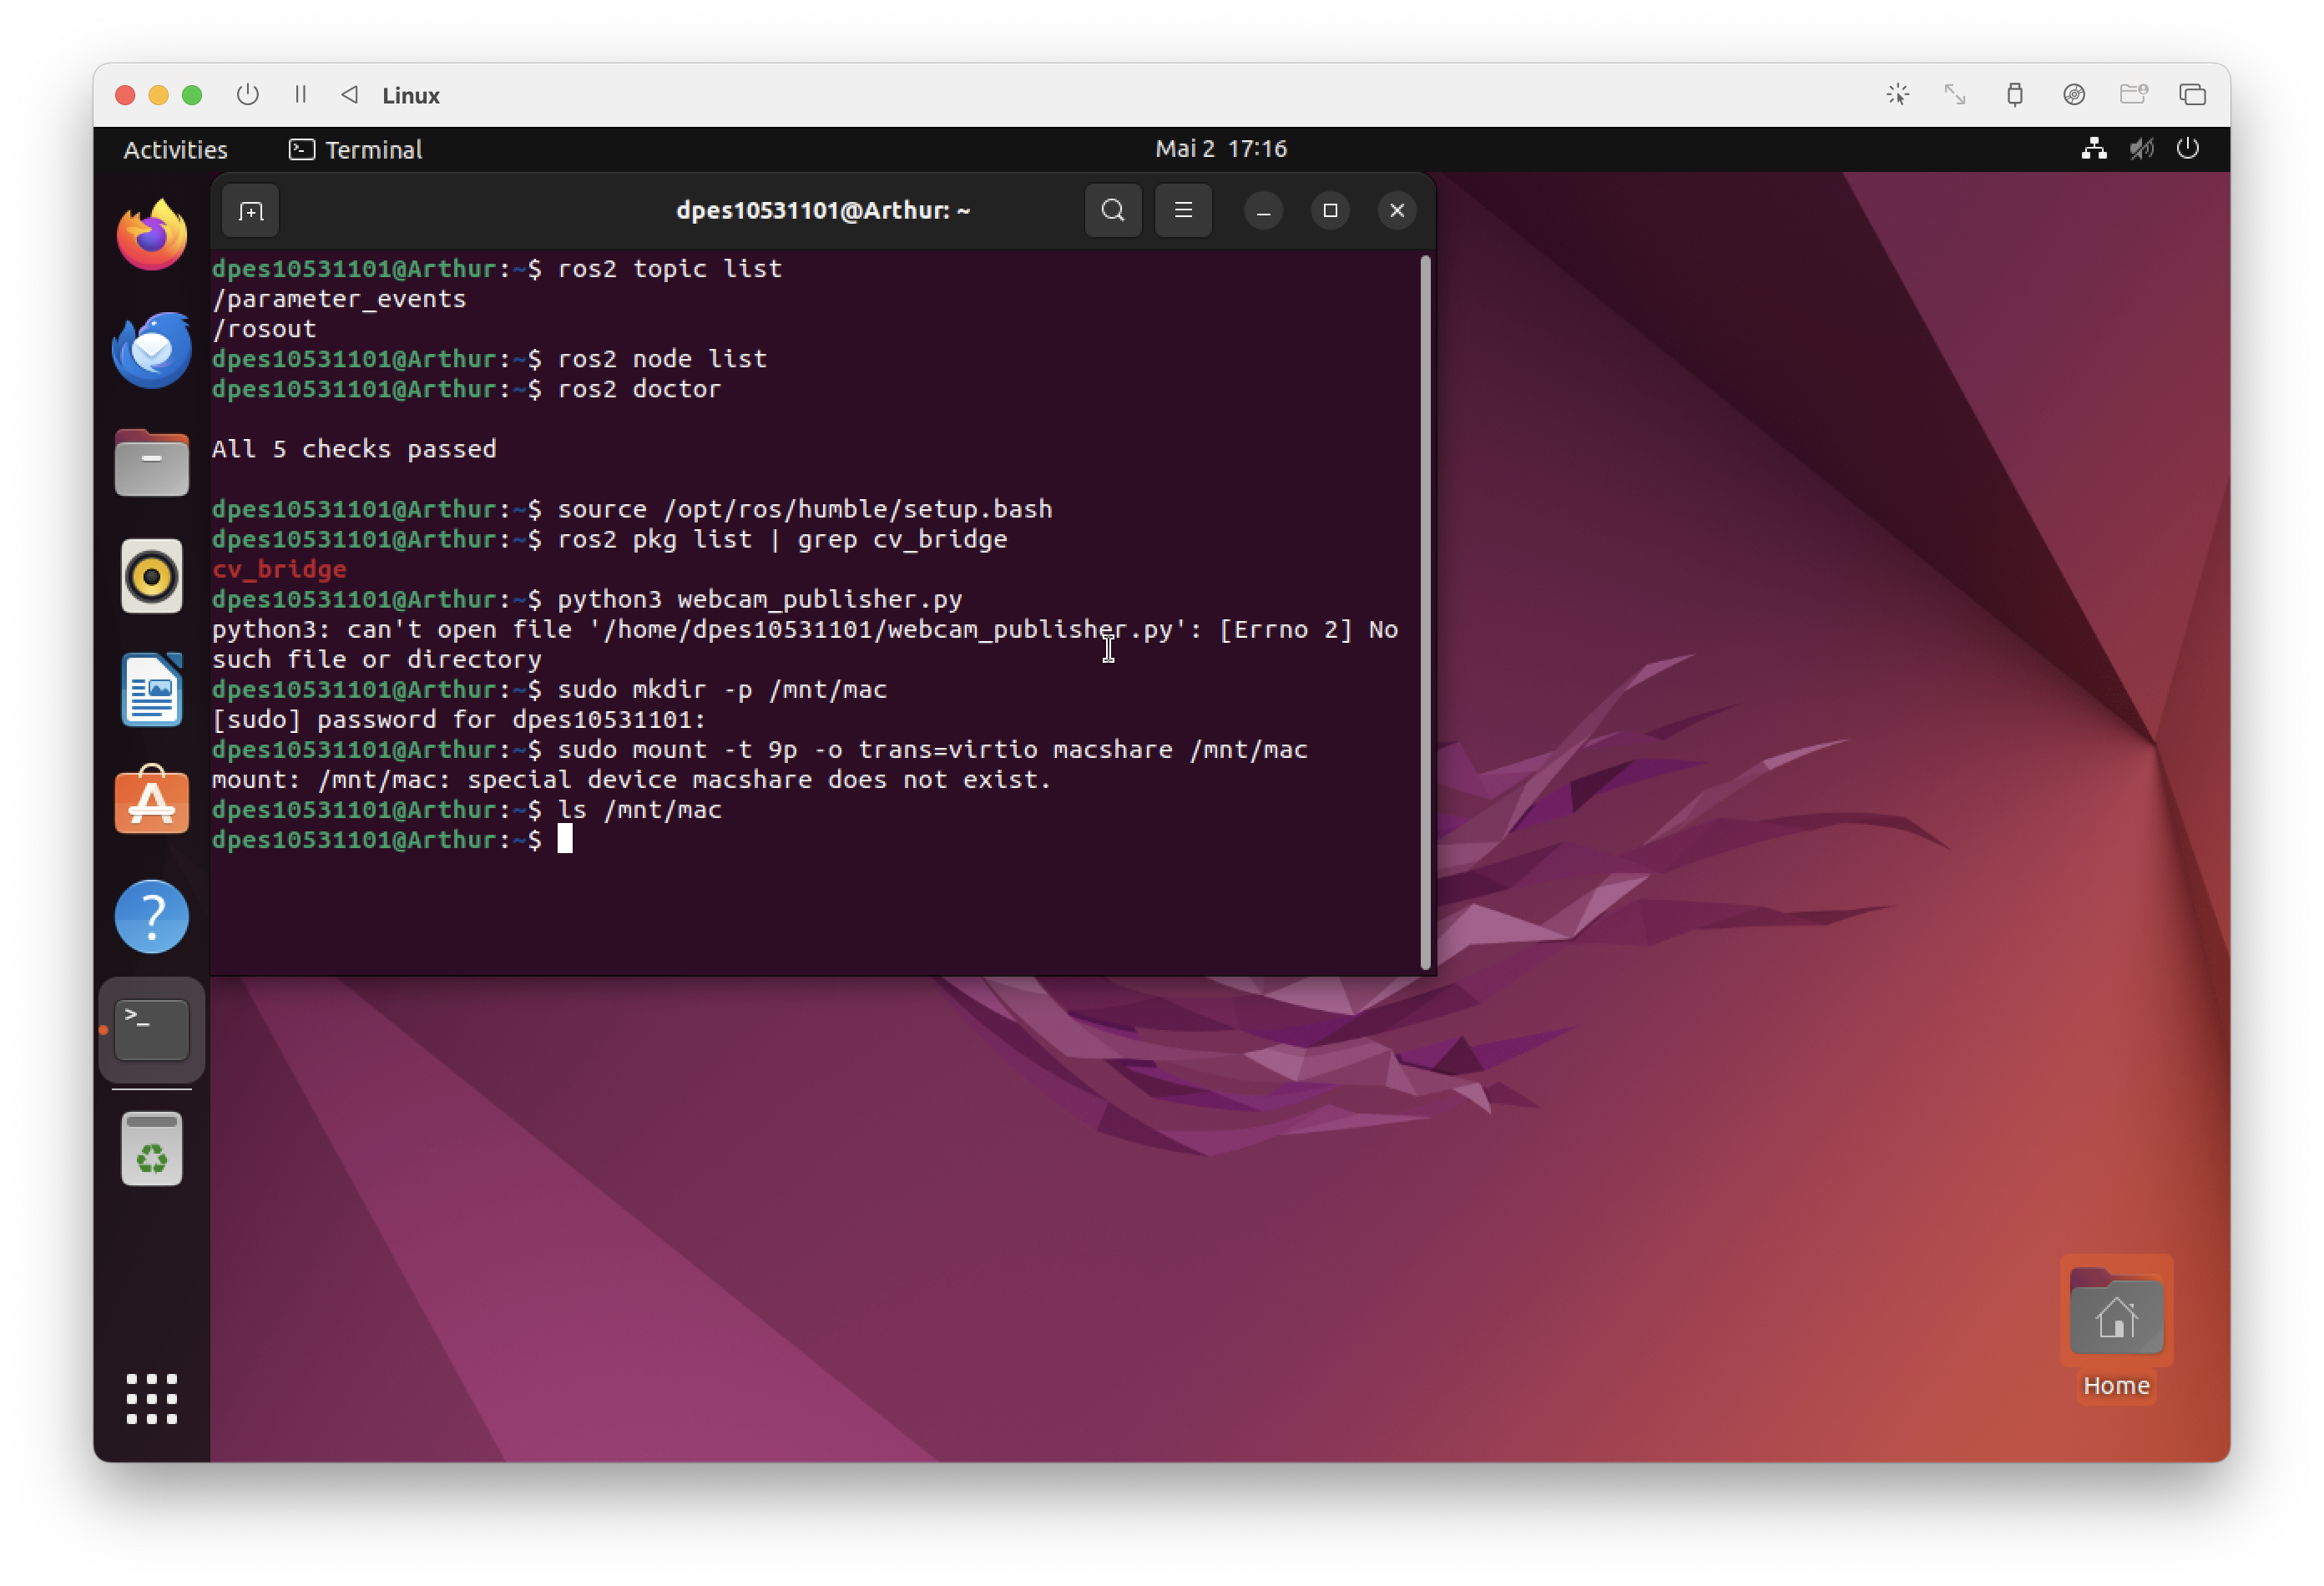 Linux
Activities
Terminal
Mai 2 17:16
dpes10531101@Arthur: ~
dpes10531101@Arthur:~$ ros2 topic list
/parameter_events
/rosout
dpes10531101@Arthur:~$ ros2 node list
dpes10531101@Arthur:~$ ros2 doctor
All 5 checks passed
dpes10531101@Arthur:~$ source /opt/ros/humble/setup.bash
dpes10531101@Arthur:~$ ros2 pkg list | grep cv_bridge
cv_bridge
dpes10531101@Arthur:~$ python3 webcam_publisher.py
python3: can't open file '/home/dpes10531101/webcam_publisher.py': [Errno 2] No
such file or directory
dpes10531101@Arthur:~$ sudo mkdir -p /mnt/mac
[sudo] password for dpes10531101:
dpes10531101@Arthur:~$ sudo mount -t 9p -o trans=virtio macshare /mnt/mac
mount: /mnt/mac: special device macshare does not exist.
dpes10531101@Arthur:~$ ls /mnt/mac
dpes10531101@Arthur:~$
Home